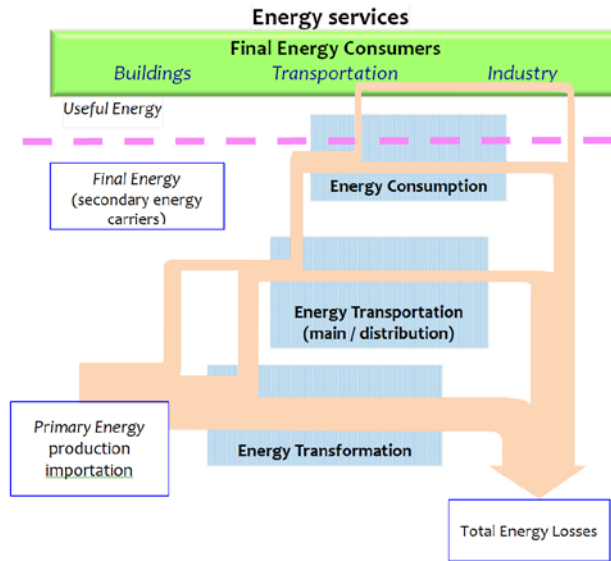 Energy services
Final Energy Consumers
Buildings Transportation Industry
Useful Energy
Final Energy
(secondary energy
carriers)
Energy Consumption
Energy Transportation
(main / distribution)
Primary Energy
production
importation
Energy Transformation
Total Energy Losses